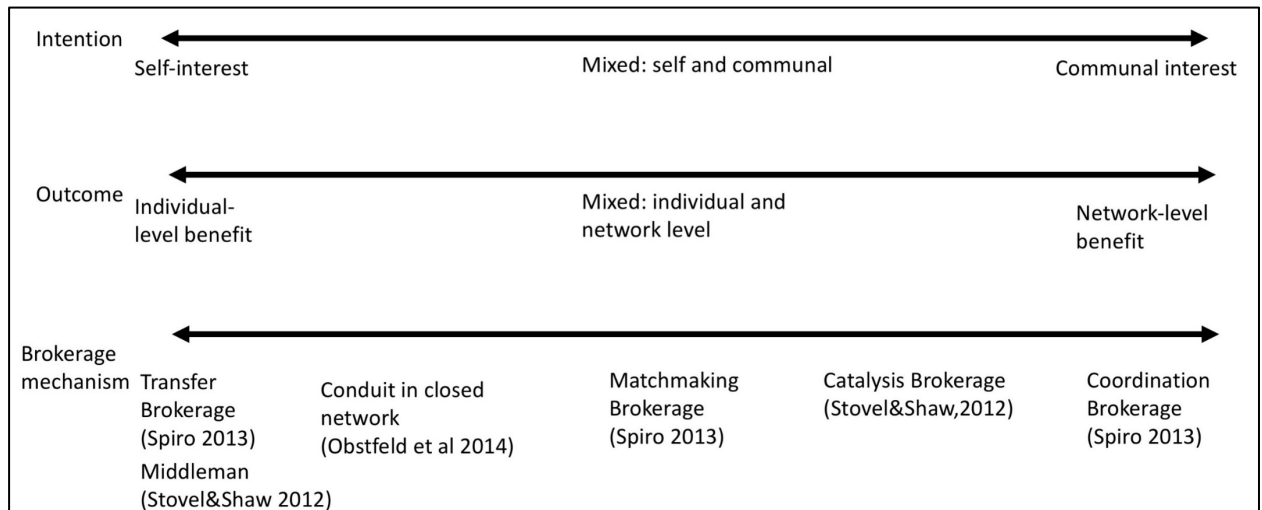 Intention
Self-interest
Mixed: self and communal
Communal interest
Outcome
Individual-
level benefit
Mixed: individual and
network level
Network-level
benefit
Brokerage
mechanism
Transfer
Brokerage
(Spiro 2013)
Middleman
(Stovel&Shaw 2012)
Conduit in closed
network
(Obstfeld et al 2014)
Matchmaking
Brokerage
(Spiro 2013)
Catalysis Brokerage
(Stovel&Shaw,2012)
Coordination
Brokerage
(Spiro 2013)